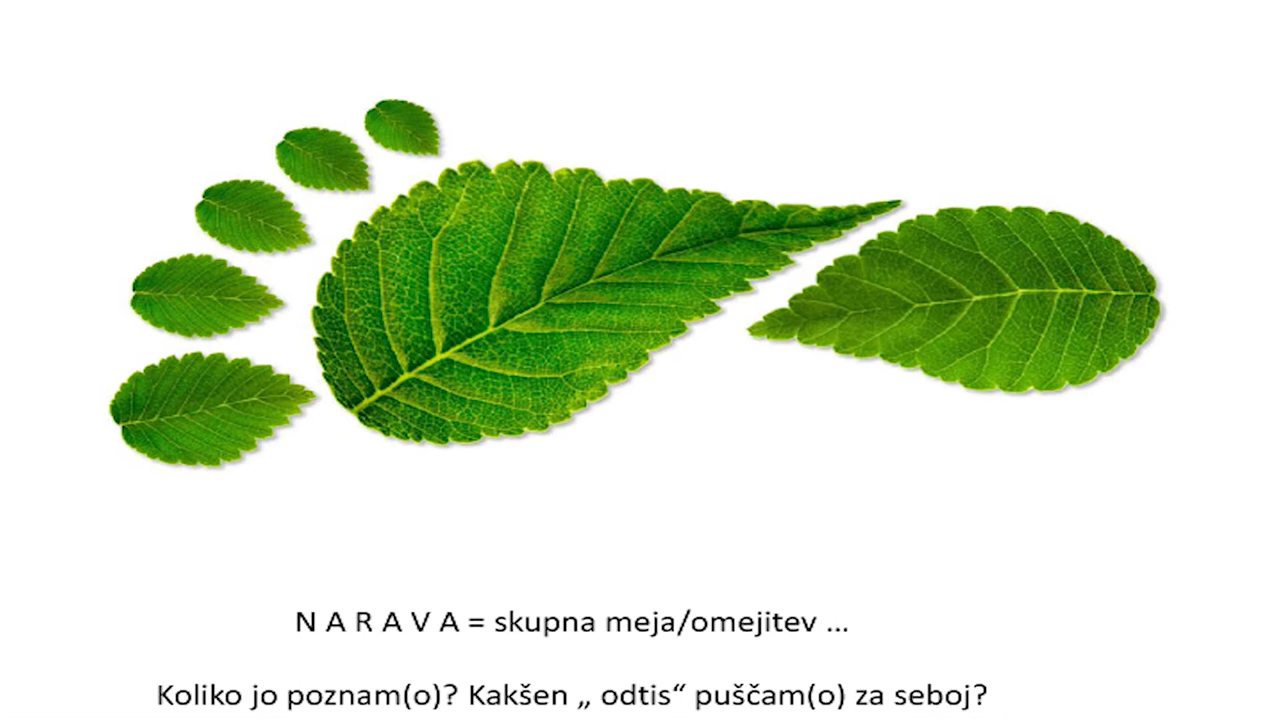 N A R A V A = skupna meja/omejitev ...
Koliko jo poznam(o)? Kakšen „ odtis“ puščam(o) za seboj?